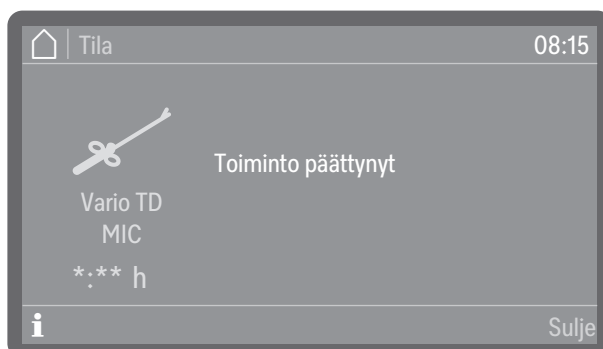 Tila 08:15
Toiminto päättynyt
Vario TD
MIC
*:** h
i Sulje